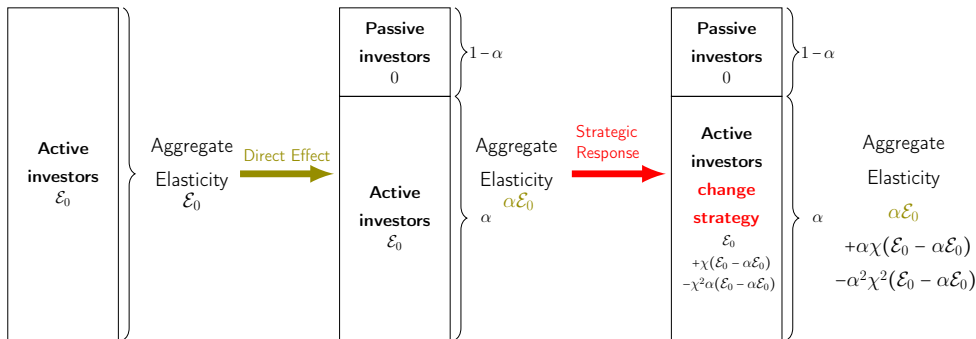 Active
investors
ℰ₀
Aggregate
Elasticity
ℰ₀
Direct Effect
Passive
investors
0
1−α
Active
investors
ℰ₀
α
Aggregate
Elasticity
αℰ₀
Strategic
Response
Passive
investors
0
1−α
Active
investors
change
strategy
ℰ₀
+χ(ℰ₀ − αℰ₀)
−χ²α(ℰ₀ − αℰ₀)
α
Aggregate
Elasticity
αℰ₀
+αχ(ℰ₀ − αℰ₀)
−α²χ²(ℰ₀ − αℰ₀)